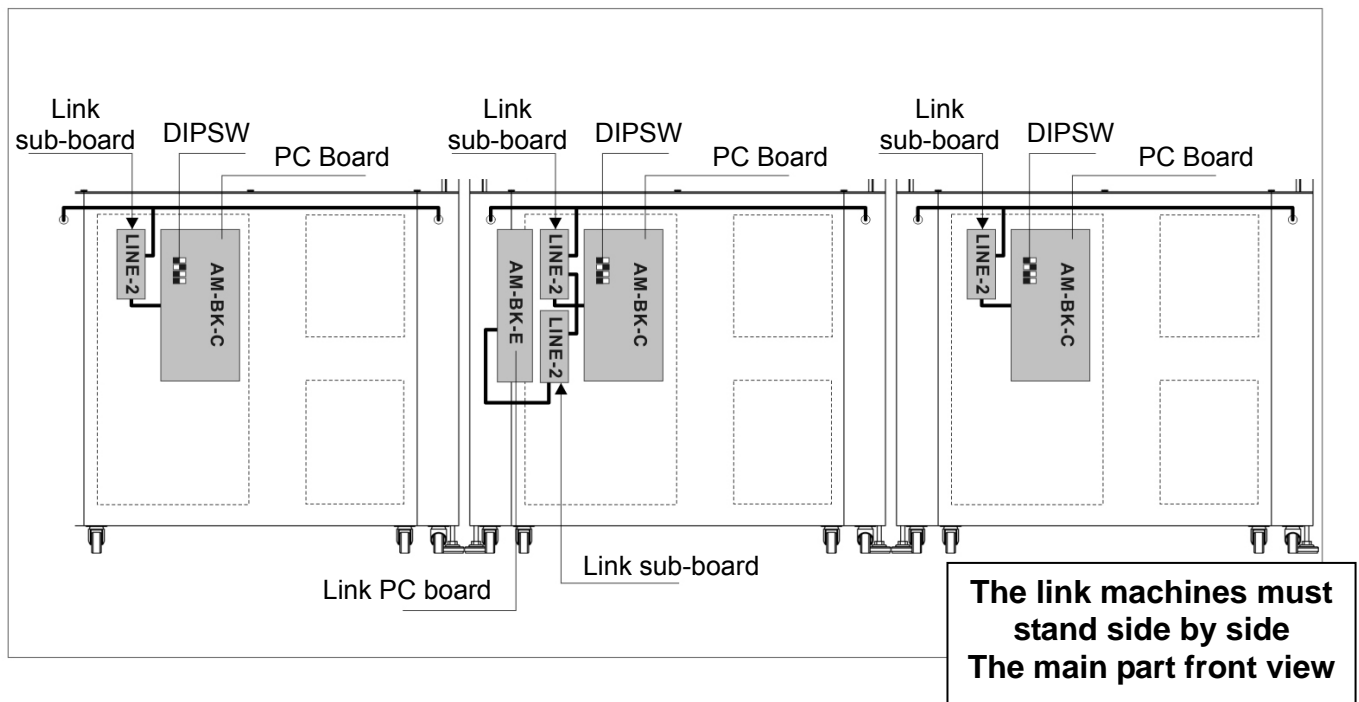 Link
sub-board
DIPSW
PC Board
Link
sub-board
DIPSW
PC Board
Link
sub-board
DIPSW
PC Board
LINE-2
AM-BK-C
AM-BK-E
LINE-2
LINE-2
AM-BK-C
LINE-2
AM-BK-C
Link PC board
Link sub-board
The link machines must
stand side by side
The main part front view